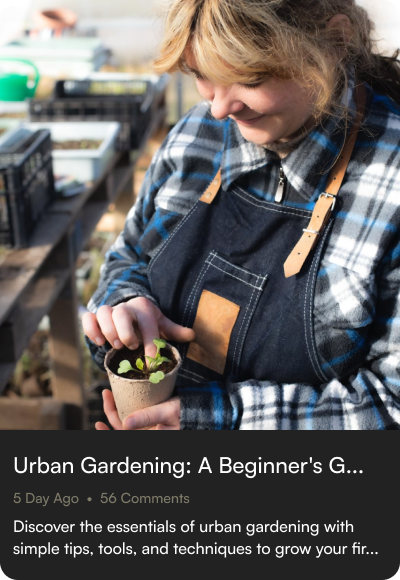 Urban Gardening: A Beginner's G...
5 Day Ago • 56 Comments
Discover the essentials of urban gardening with
simple tips, tools, and techniques to grow your fir...